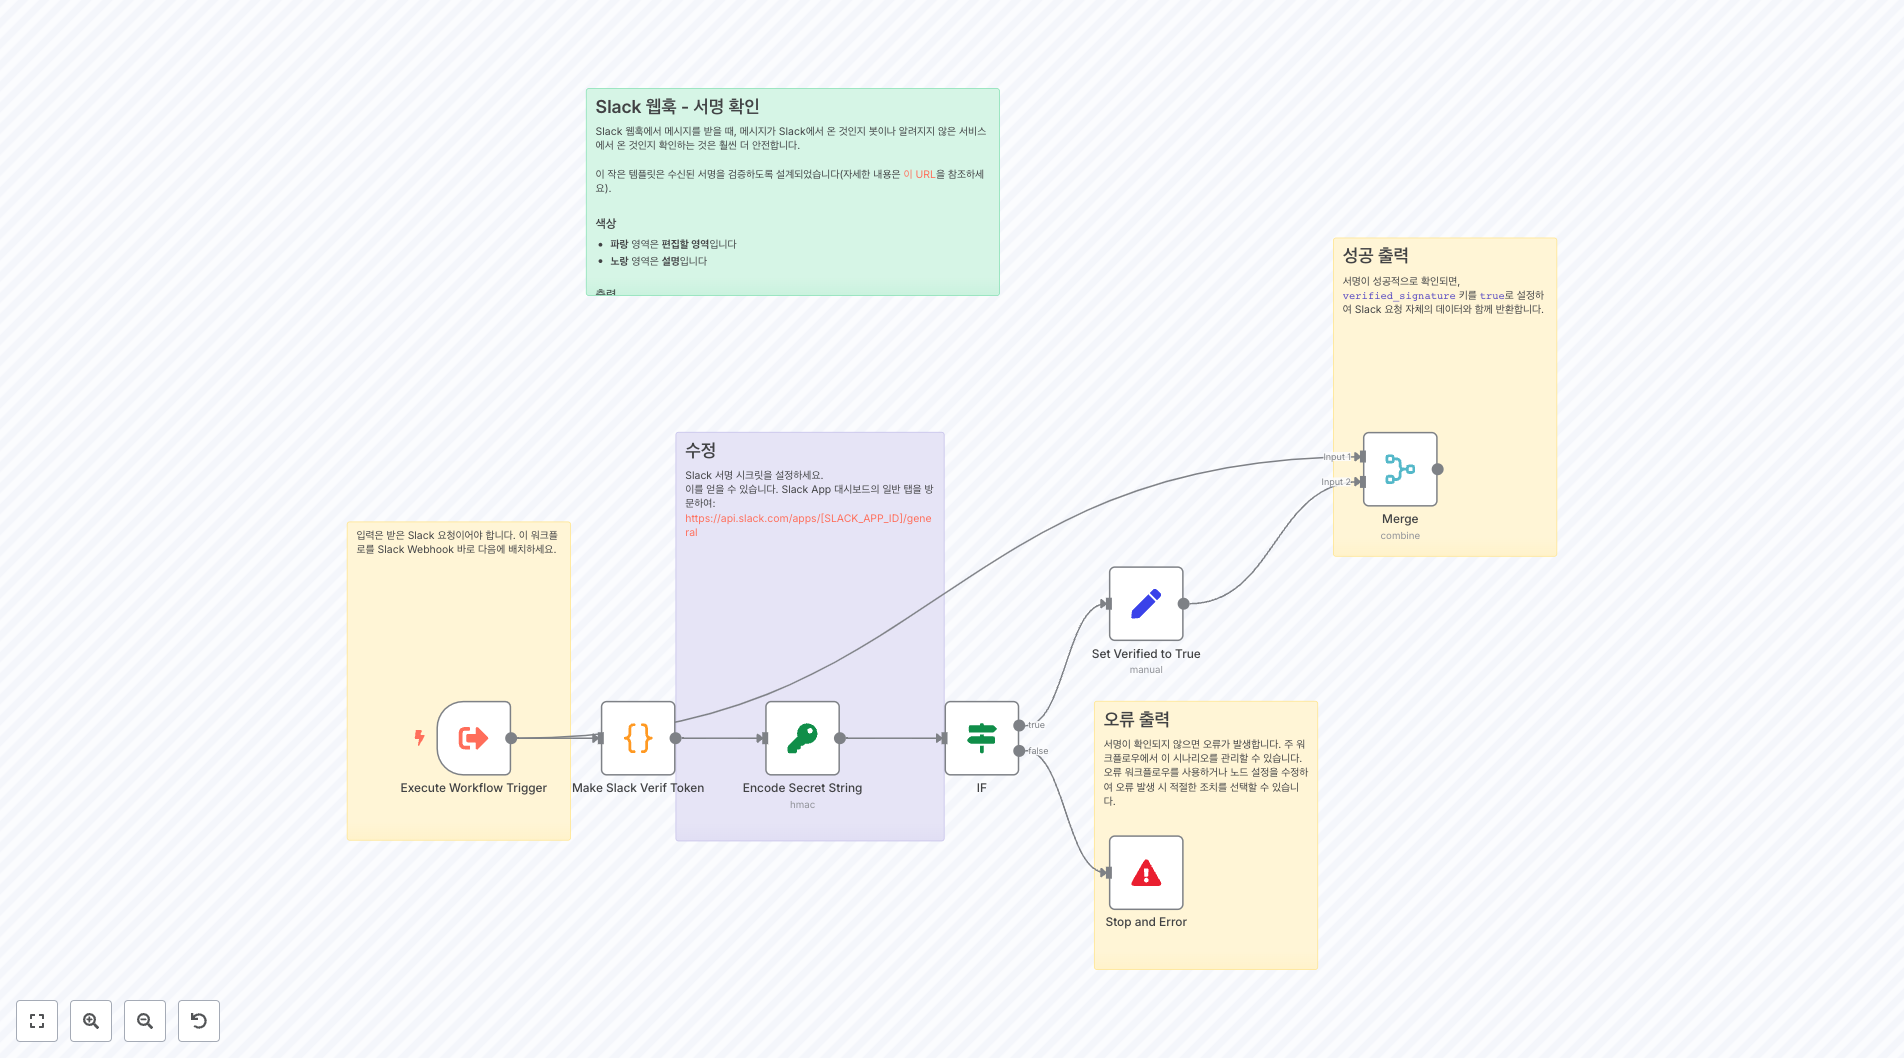 Slack 웹훅 - 서명 확인
Slack 웹훅에서 메시지를 받을 때, 메시지가 Slack에서 온 것인지 봇이나 알려지지 않은 서비스
에서 온 것인지 확인하는 것은 훨씬 더 안전합니다.
이 작은 템플릿은 수신된 서명을 검증하도록 설계되었습니다(자세한 내용은 이 URL을 참조하세
요).
색상
• 파랑 영역은 편집할 영역입니다
• 노랑 영역은 설명입니다
출력
성공 출력
서명이 성공적으로 확인되면,
verified_signature 키를 true로 설정하
여 Slack 요청 자체의 데이터와 함께 반환합니다.
Input 1
Input 2
Merge
combine
수정
Slack 서명 시크릿을 설정하세요.
이를 얻을 수 있습니다. Slack App 대시보드의 일반 탭을 방
문하여:
https://api.slack.com/apps/[SLACK_APP_ID]/gene
ral
입력은 받은 Slack 요청이어야 합니다. 이 워크플
로를 Slack Webhook 바로 다음에 배치하세요.
Execute Workflow Trigger
Make Slack Verif Token
Encode Secret String
hmac
IF
true
false
Set Verified to True
manual
오류 출력
서명이 확인되지 않으면 오류가 발생합니다. 주 워
크플로우에서 이 시나리오를 관리할 수 있습니다.
오류 워크플로우를 사용하거나 노드 설정을 수정하
여 오류 발생 시 적절한 조치를 선택할 수 있습니
다.
Stop and Error